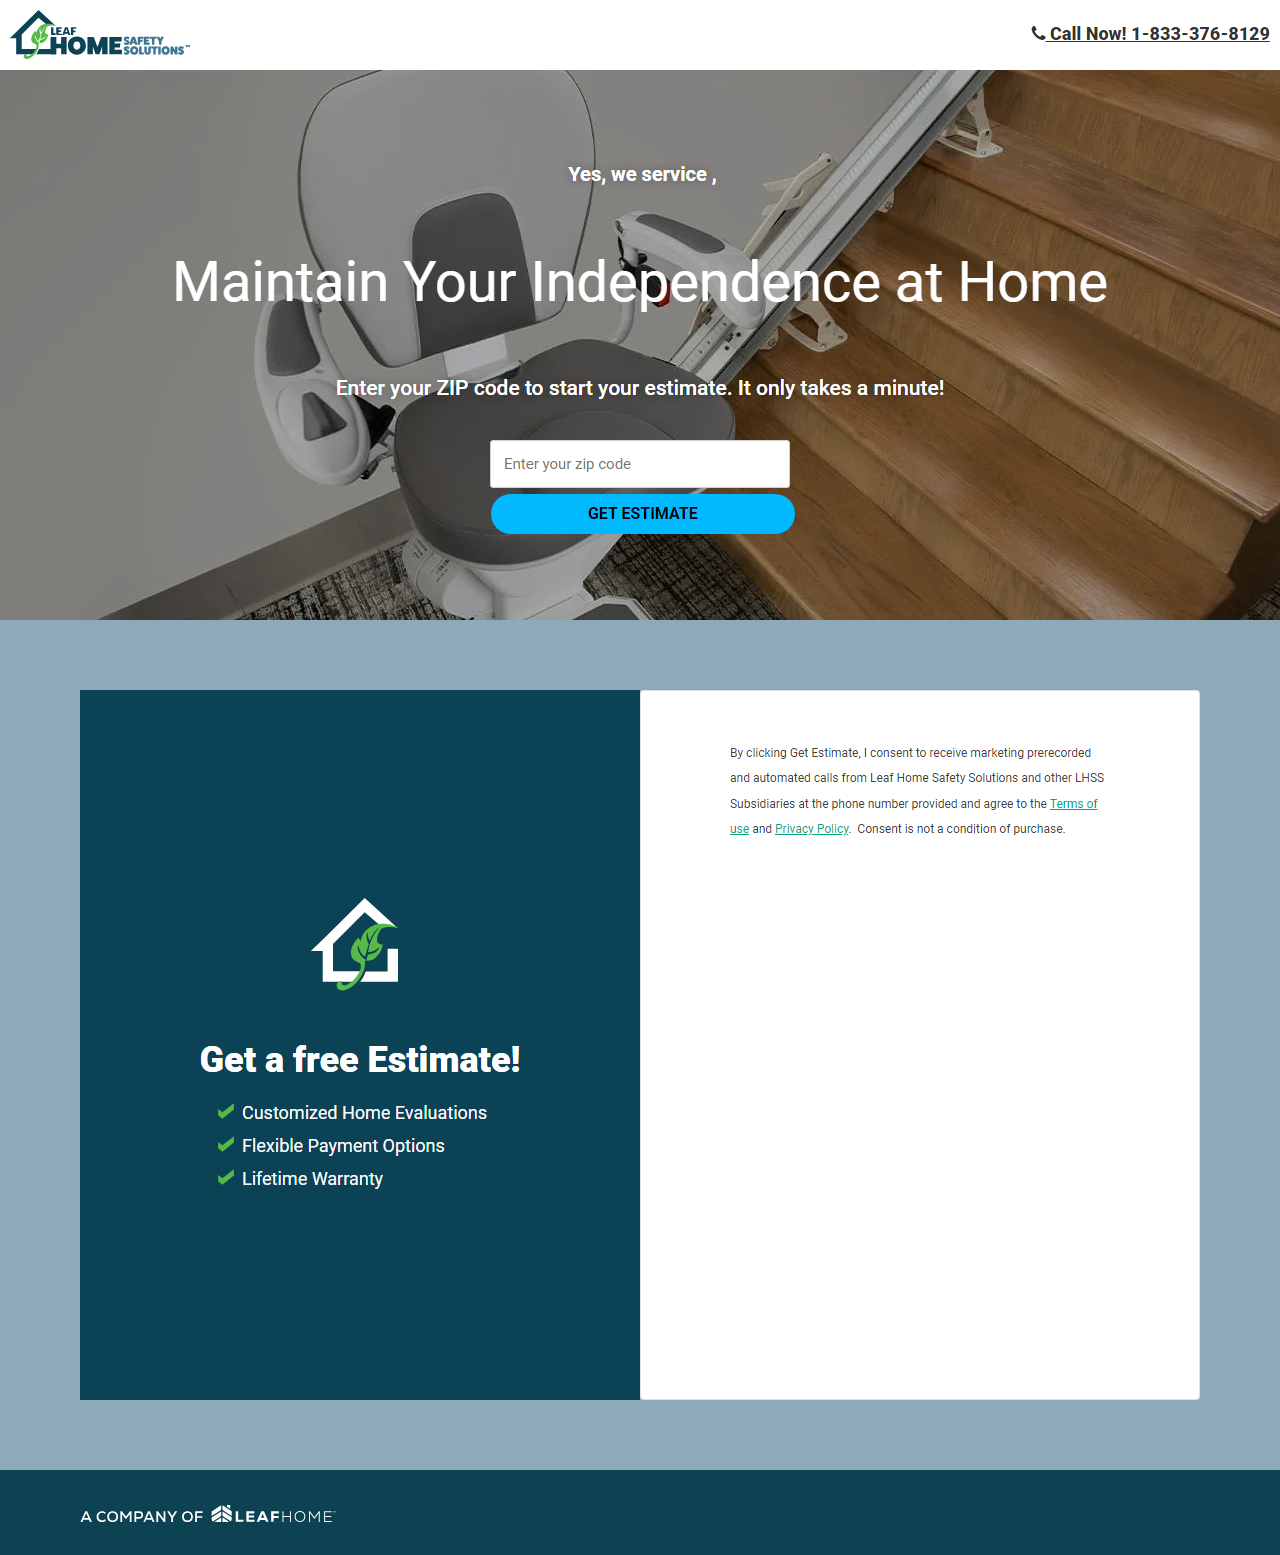 LEAF
HOME SAFETY SOLUTIONS™
Call Now! 1-833-376-8129
Yes, we service ,
Maintain Your Independence at Home
Enter your ZIP code to start your estimate. It only takes a minute!
Enter your zip code
GET ESTIMATE
By clicking Get Estimate, I consent to receive marketing prerecorded
and automated calls from Leaf Home Safety Solutions and other LHSS
Subsidiaries at the phone number provided and agree to the Terms of
use and Privacy Policy.  Consent is not a condition of purchase.
Get a free Estimate!
Customized Home Evaluations
Flexible Payment Options
Lifetime Warranty
A COMPANY OF LEAFHOME